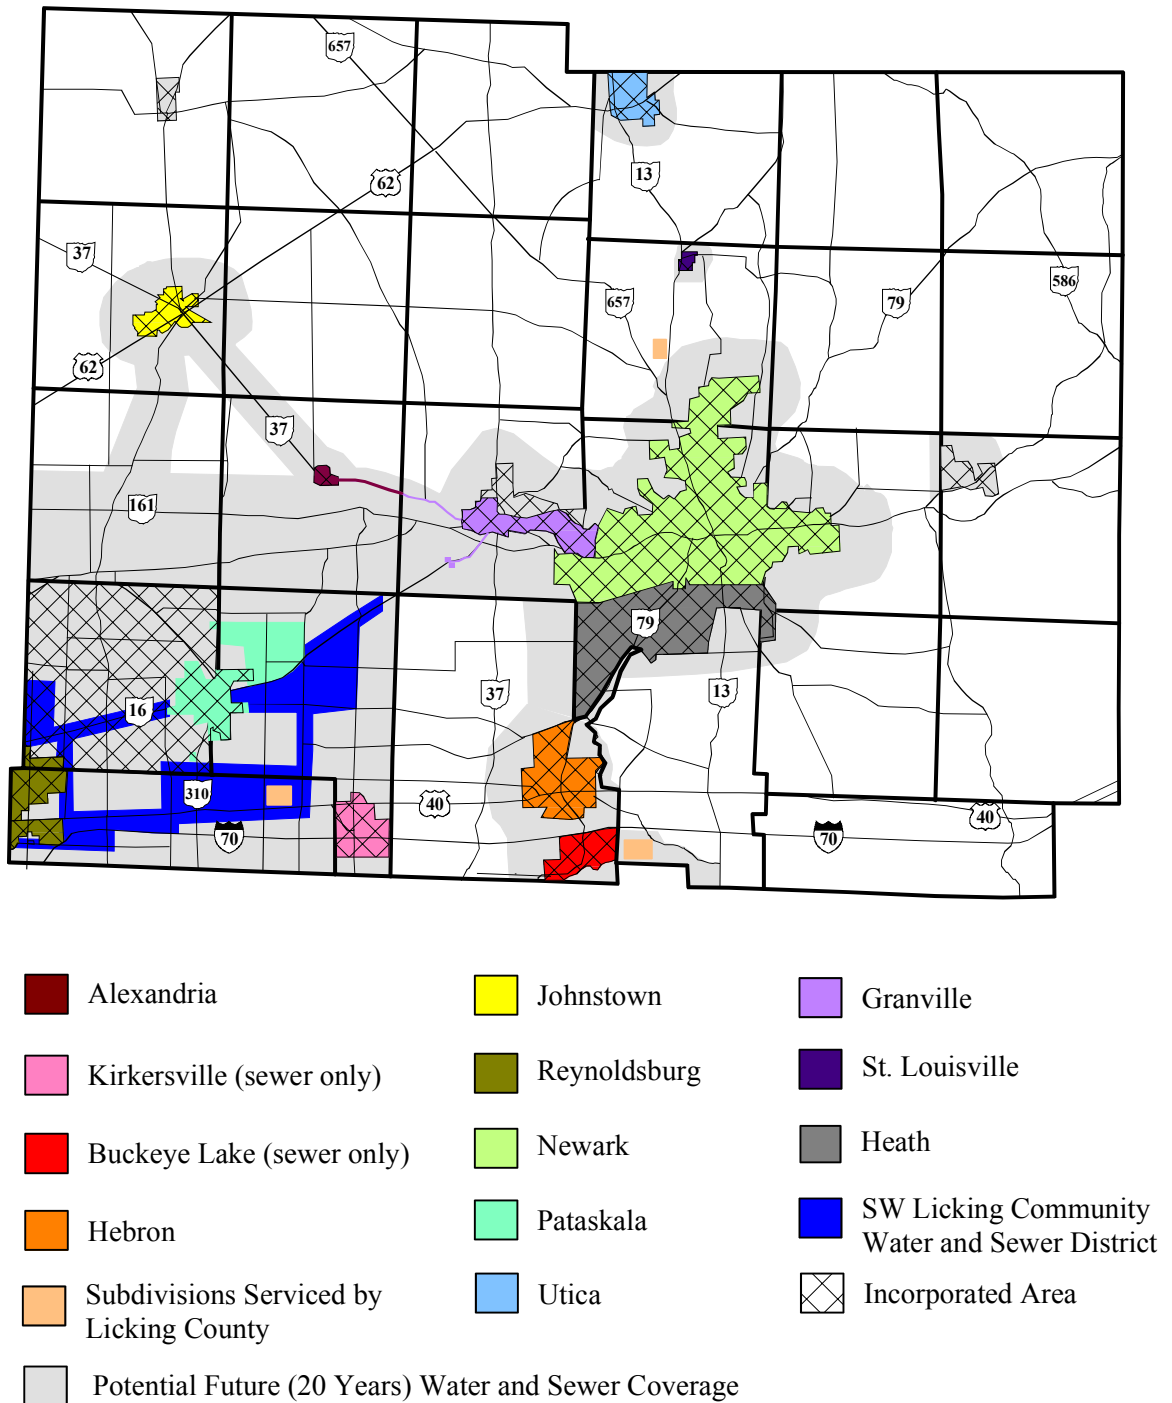 657
62
13
37
657
79
586
62
37
161
79
16
37
13
310
40
70
70
40
Alexandria
Johnstown
Granville
Kirkersville (sewer only)
Reynoldsburg
St. Louisville
Buckeye Lake (sewer only)
Newark
Heath
Hebron
Pataskala
SW Licking Community
Water and Sewer District
Subdivisions Serviced by
Licking County
Utica
Incorporated Area
Potential Future (20 Years) Water and Sewer Coverage